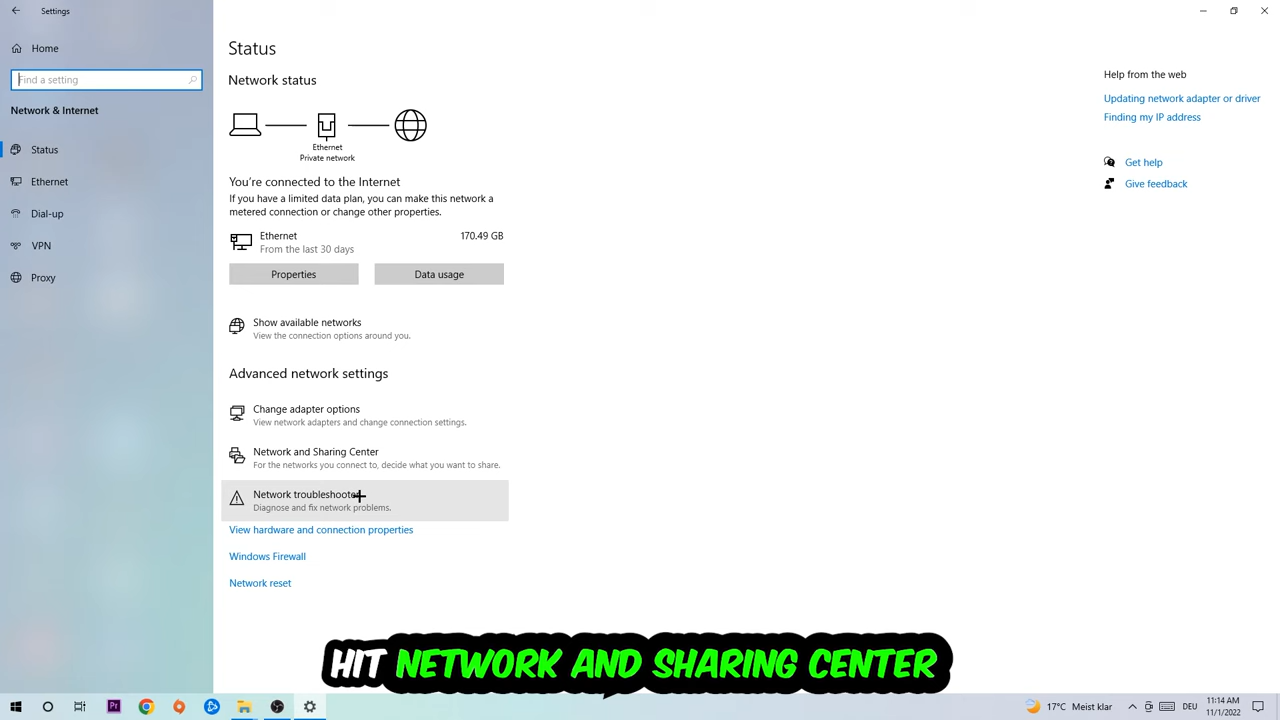 Settings
Home
Find a setting
Network & Internet
Status
Ethernet
Dial-up
VPN
Proxy
Status
Network status
Ethernet
Private network
You're connected to the Internet
If you have a limited data plan, you can make this network a
metered connection or change other properties.
Ethernet 170.49 GB
From the last 30 days
Properties Data usage
Show available networks
View the connection options around you.
Advanced network settings
Change adapter options
View network adapters and change connection settings.
Network and Sharing Center
For the networks you connect to, decide what you want to share.
Network troubleshooter
Diagnose and fix network problems.
View hardware and connection properties
Windows Firewall
Network reset
Help from the web
Updating network adapter or driver
Finding my IP address
Get help
Give feedback
HIT NETWORK AND SHARING CENTER
Pr
17°C Meist klar DEU 11:14 AM
11/1/2022